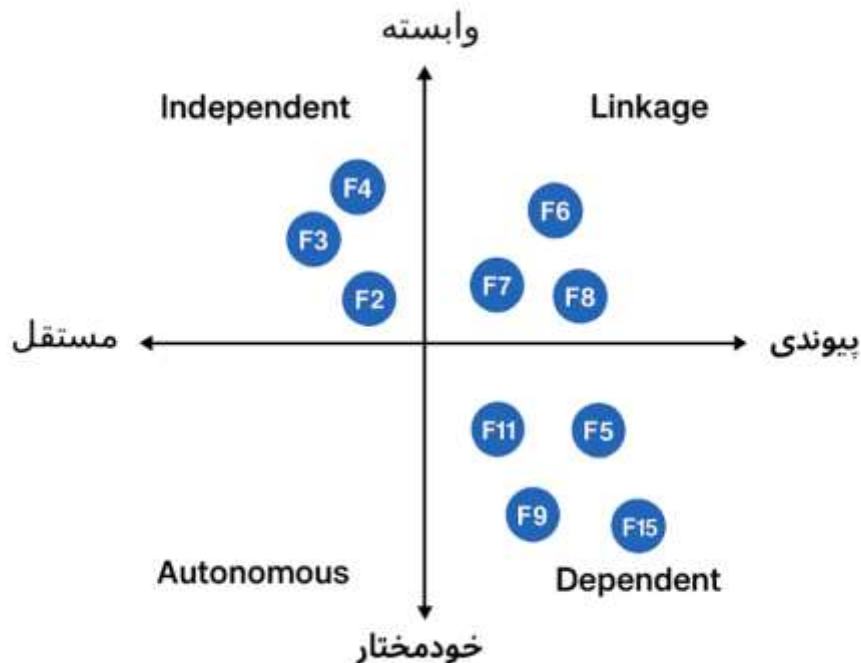 وابسته
Independent
Linkage
F4
F6
F3
F7
F8
F2
مستقل
پیوندی
F11
F5
F9
F15
Autonomous
Dependent
خودمختار